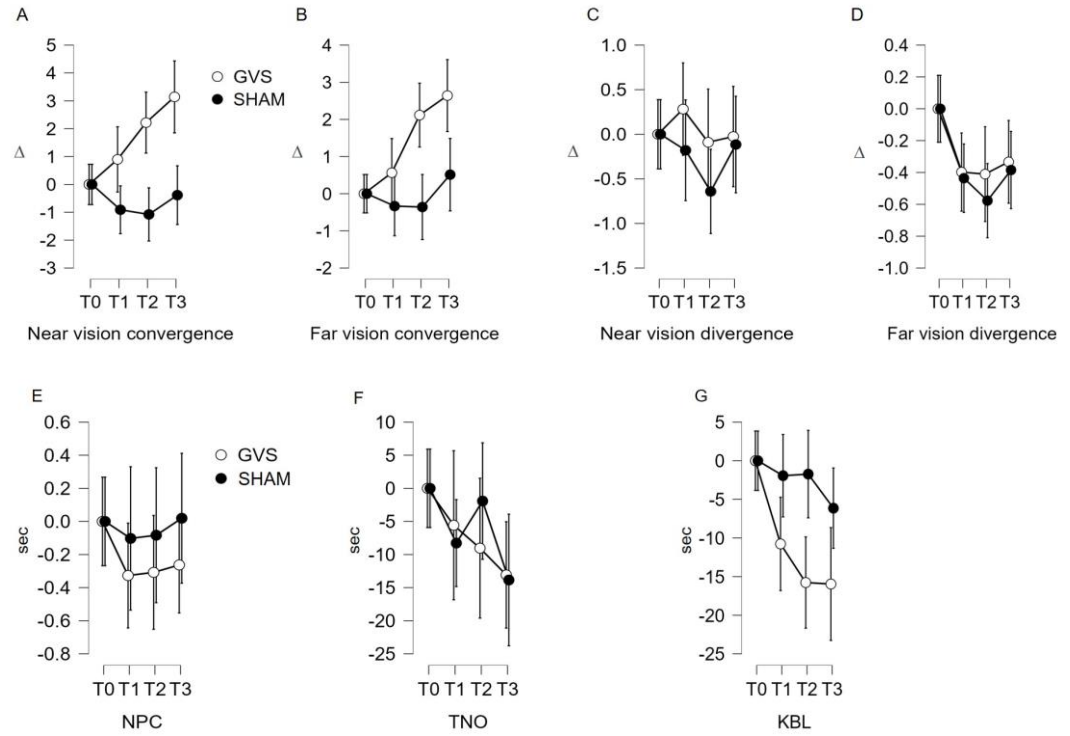 A
B
C
D
5
4
3
2
1
0
-1
-2
-3
Δ
GVS
SHAM
T0 T1 T2 T3
Near vision convergence
4
3
2
1
0
-1
-2
Δ
T0 T1 T2 T3
Far vision convergence
1.0
0.5
0.0
-0.5
-1.0
-1.5
Δ
T0 T1 T2 T3
Near vision divergence
0.4
0.2
0.0
-0.2
-0.4
-0.6
-0.8
-1.0
Δ
T0 T1 T2 T3
Far vision divergence
E
F
G
0.6
0.4
0.2
0.0
-0.2
-0.4
-0.6
-0.8
sec
GVS
SHAM
T0 T1 T2 T3
NPC
10
5
0
-5
-10
-15
-20
-25
sec
T0 T1 T2 T3
TNO
5
0
-5
-10
-15
-20
-25
sec
T0 T1 T2 T3
KBL